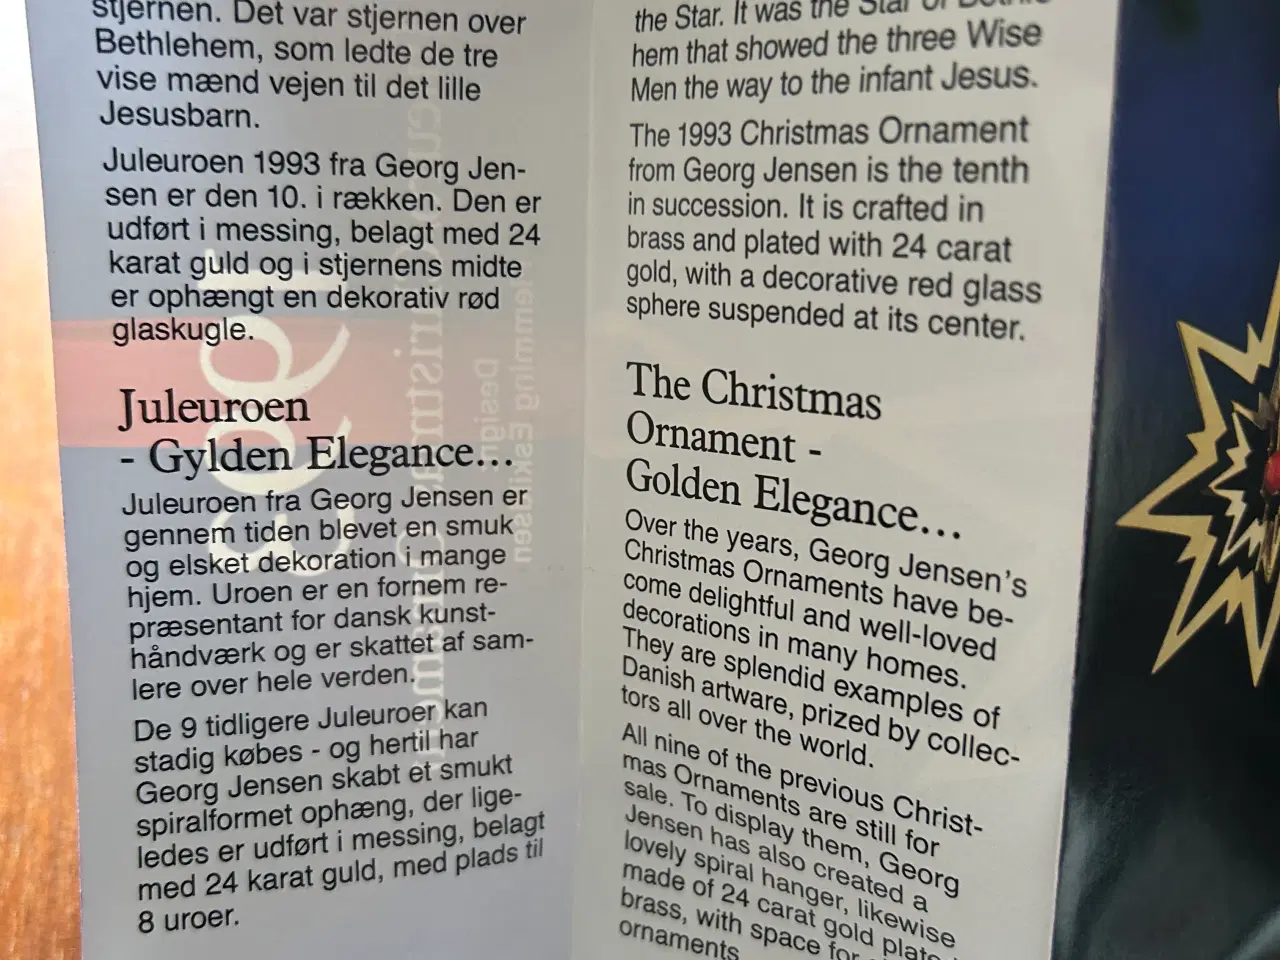 stjernen. Det var stjernen over
Bethlehem, som ledte de tre
vise mænd vejen til det lille
Jesusbarn.
Juleuroen 1993 fra Georg Jen-
sen er den 10. i rækken. Den er
udført i messing, belagt med 24
karat guld og i stjernens midte
er ophængt en dekorativ rød
glaskugle.
Juleuroen
- Gylden Elegance...
Juleuroen fra Georg Jensen er
gennem tiden blevet en smuk
og elsket dekoration i mange
hjem. Uroen er en fornem re-
præsentant for dansk kunst-
håndværk og er skattet af sam-
lere over hele verden.
De 9 tidligere Juleuroer kan
stadig købes - og hertil har
Georg Jensen skabt et smukt
spiralformet ophæng, der lige-
ledes er udført i messing, belagt
med 24 karat guld, med plads til
8 uroer.
the Star. It was the Star of Bethle-
hem that showed the three Wise
Men the way to the infant Jesus.
The 1993 Christmas Ornament
from Georg Jensen is the tenth
in succession. It is crafted in
brass and plated with 24 carat
gold, with a decorative red glass
sphere suspended at its center.
The Christmas
Ornament -
Golden Elegance...
Over the years, Georg Jensen's
Christmas Ornaments have be-
come delightful and well-loved
decorations in many homes.
They are splendid examples of
Danish artware, prized by collec-
tors all over the world.
All nine of the previous Christ-
mas Ornaments are still for
sale. To display them, Georg
Jensen has also created a
lovely spiral hanger, likewise
made of 24 carat gold plated
brass, with space for
ornaments